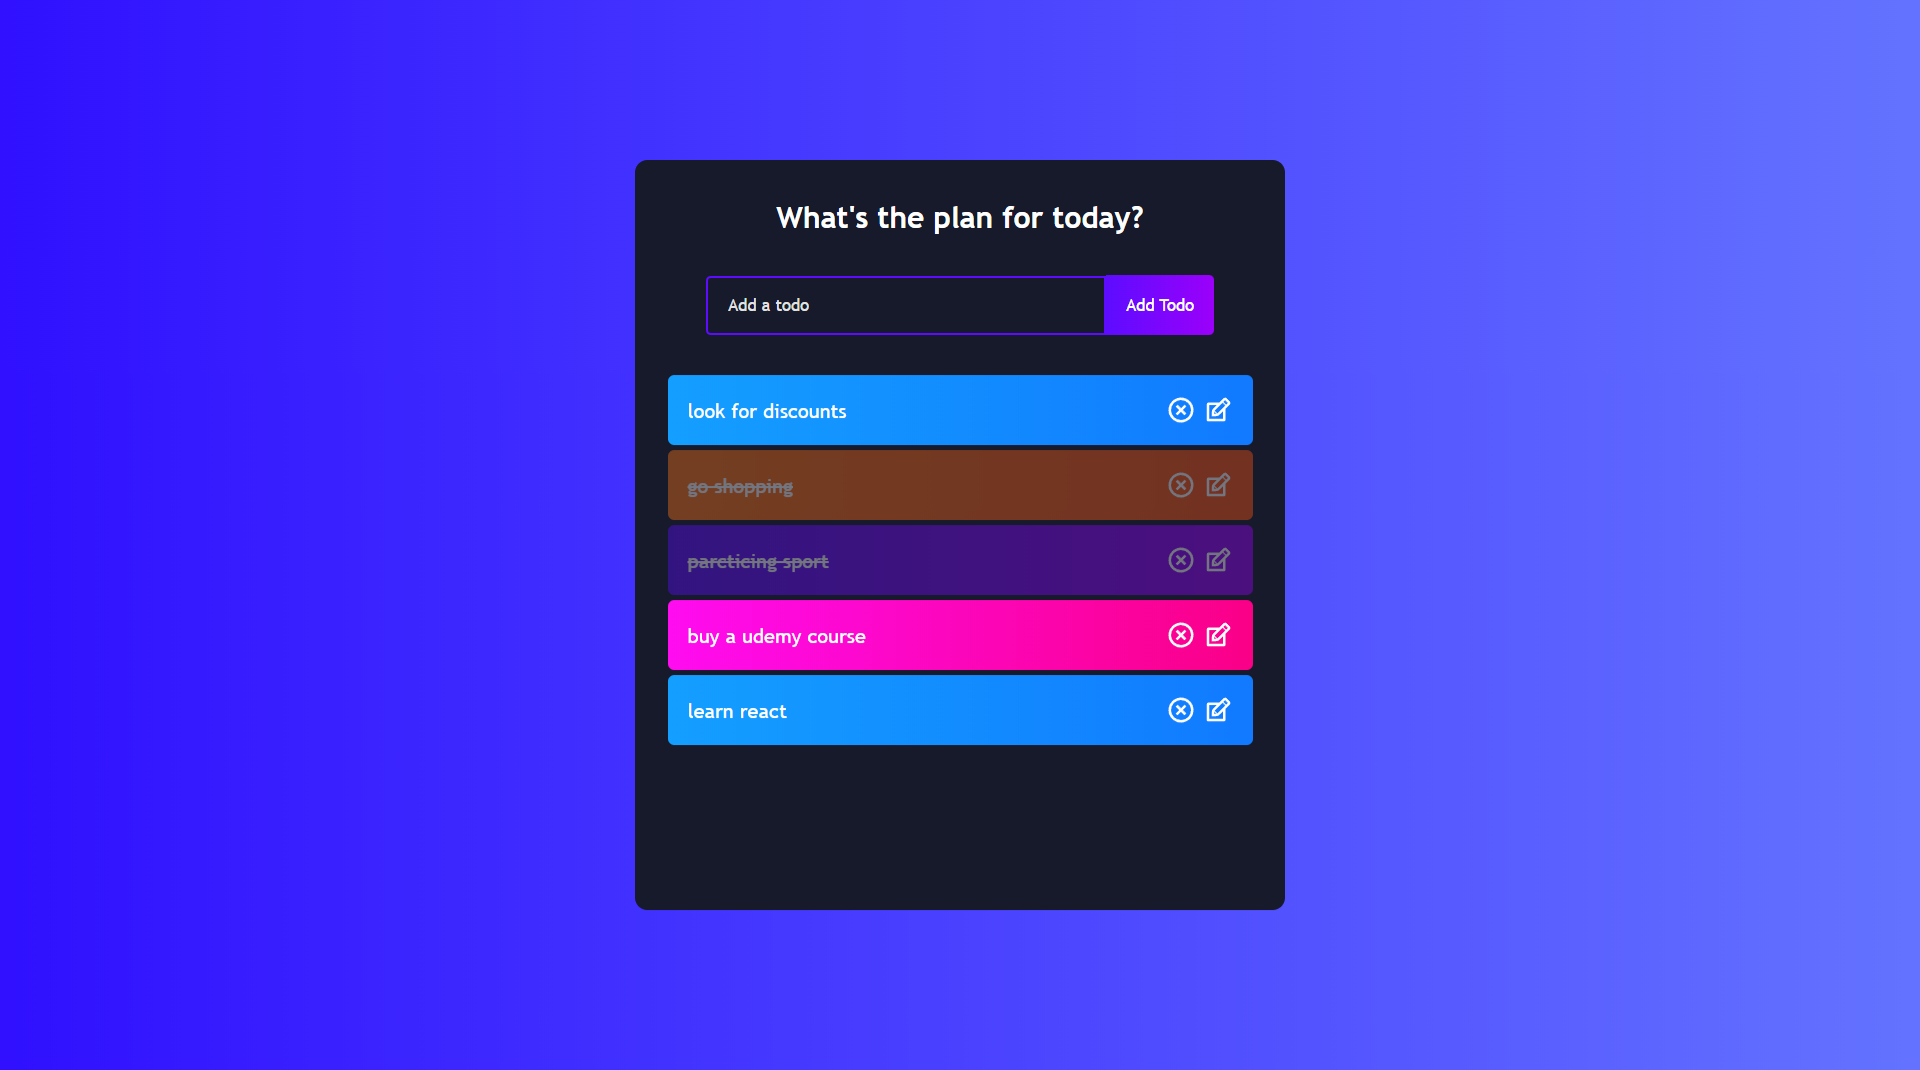 What's the plan for today?
Add a todo
Add Todo
look for discounts
go shopping
parcticing sport
buy a udemy course
learn react